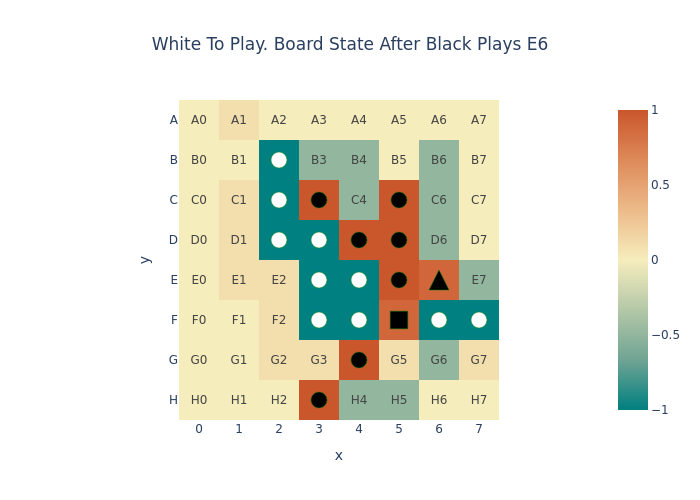 White To Play. Board State After Black Plays E6
A A0 A1 A2 A3 A4 A5 A6 A7 1
B B0 B1 B3 B4 B5 B6 B7
0.5
C C0 C1 C4 C6 C7
D D0 D1 D6 D7
y 0
E E0 E1 E2 E7
F F0 F1 F2 −0.5
G G0 G1 G2 G3 G5 G6 G7
H H0 H1 H2 H4 H5 H6 H7 −1
0 1 2 3 4 5 6 7
x